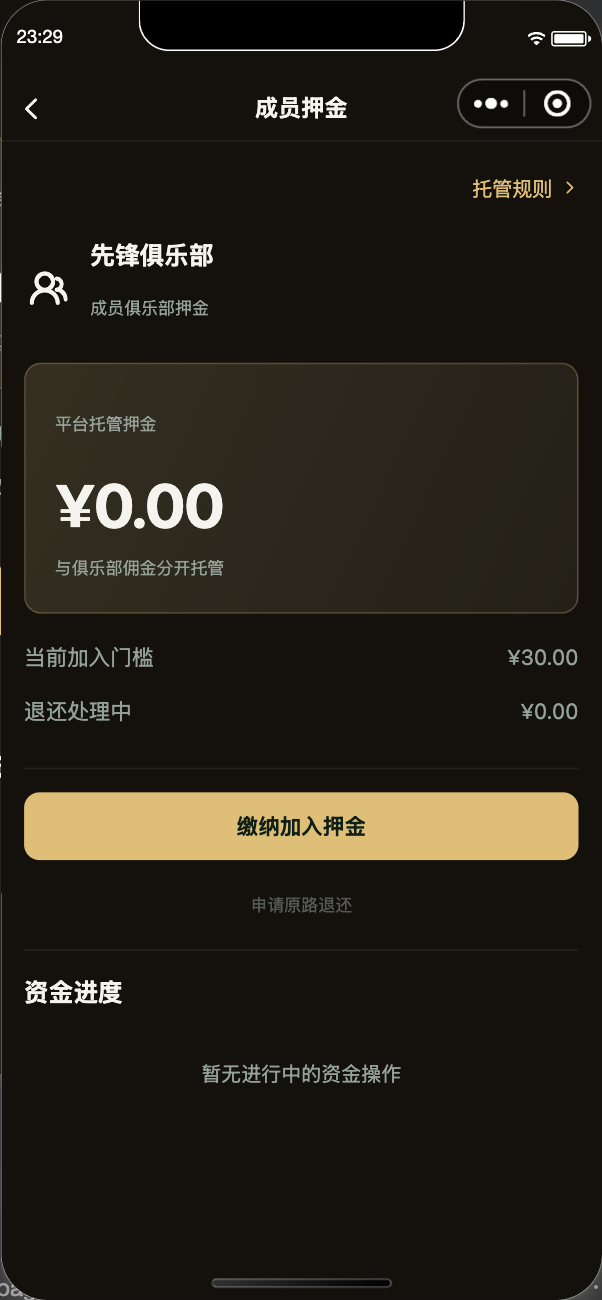 23:29
成员押金
托管规则
先锋俱乐部
成员俱乐部押金
平台托管押金
¥0.00
与俱乐部佣金分开托管
当前加入门槛 ¥30.00
退还处理中 ¥0.00
缴纳加入押金
申请原路退还
资金进度
暂无进行中的资金操作